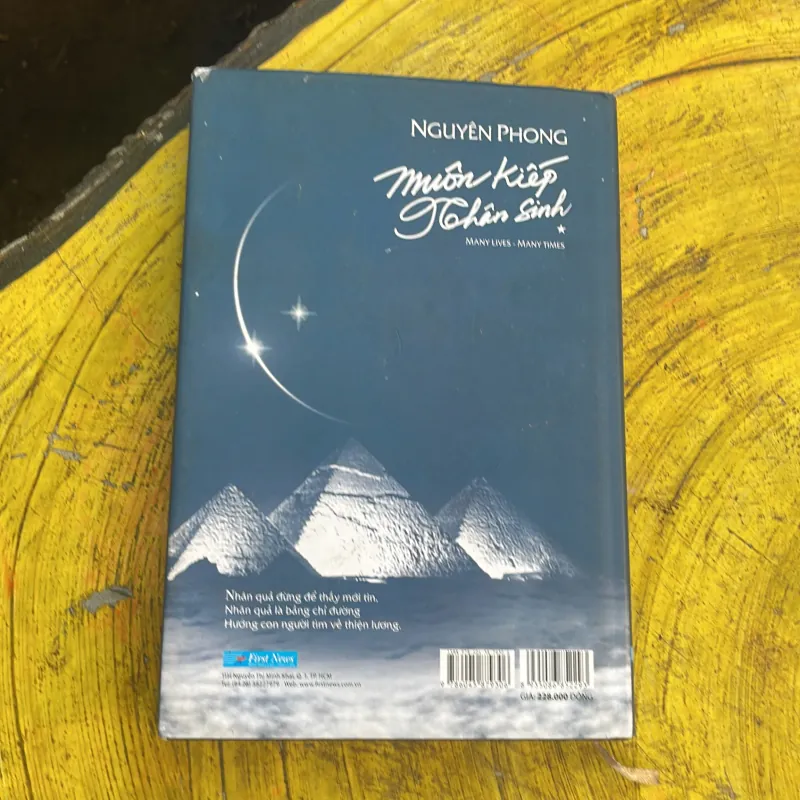 NGUYÊN PHONG
Muôn Kiếp
Nhân Sinh
MANY LIVES - MANY TIMES
Nhân quả đừng để thấy mới tin.
Nhân quả là bảng chỉ đường
Hướng con người tìm về thiện lương.
First News
GIÁ: 228.000 ĐỒNG